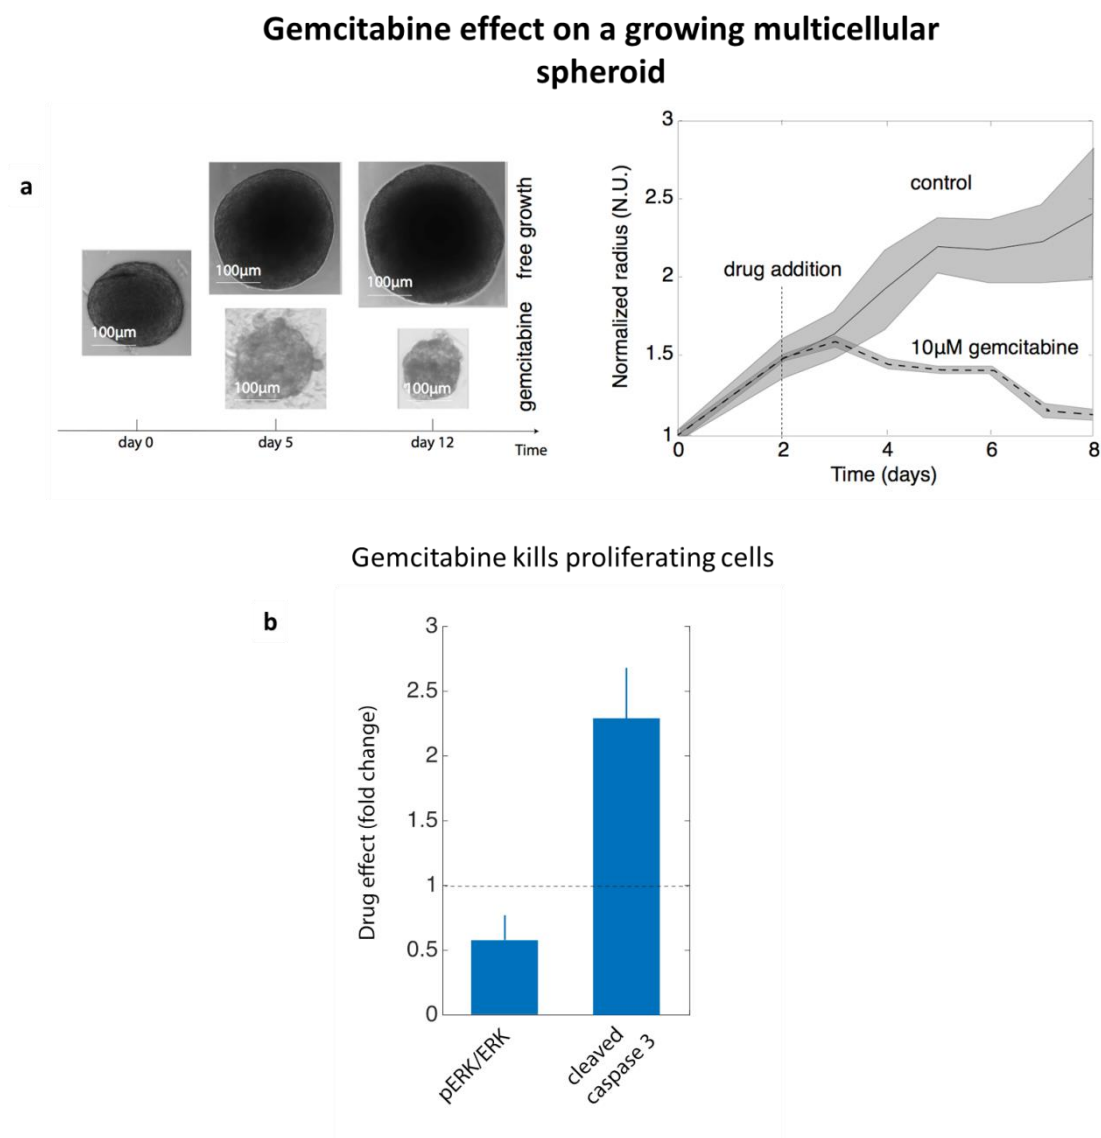 Gemcitabine effect on a growing multicellular
spheroid
a
100μm
100μm
100μm
free growth
100μm
100μm
gemcitabine
day 0
day 5
day 12
Time
3
2.5
2
1.5
1
Normalized radius (N.U.)
control
drug addition
10μM gemcitabine
0
2
4
6
8
Time (days)
Gemcitabine kills proliferating cells
b
3
2.5
2
1.5
1
0.5
0
Drug effect (fold change)
pERK/ERK
cleaved
caspase 3